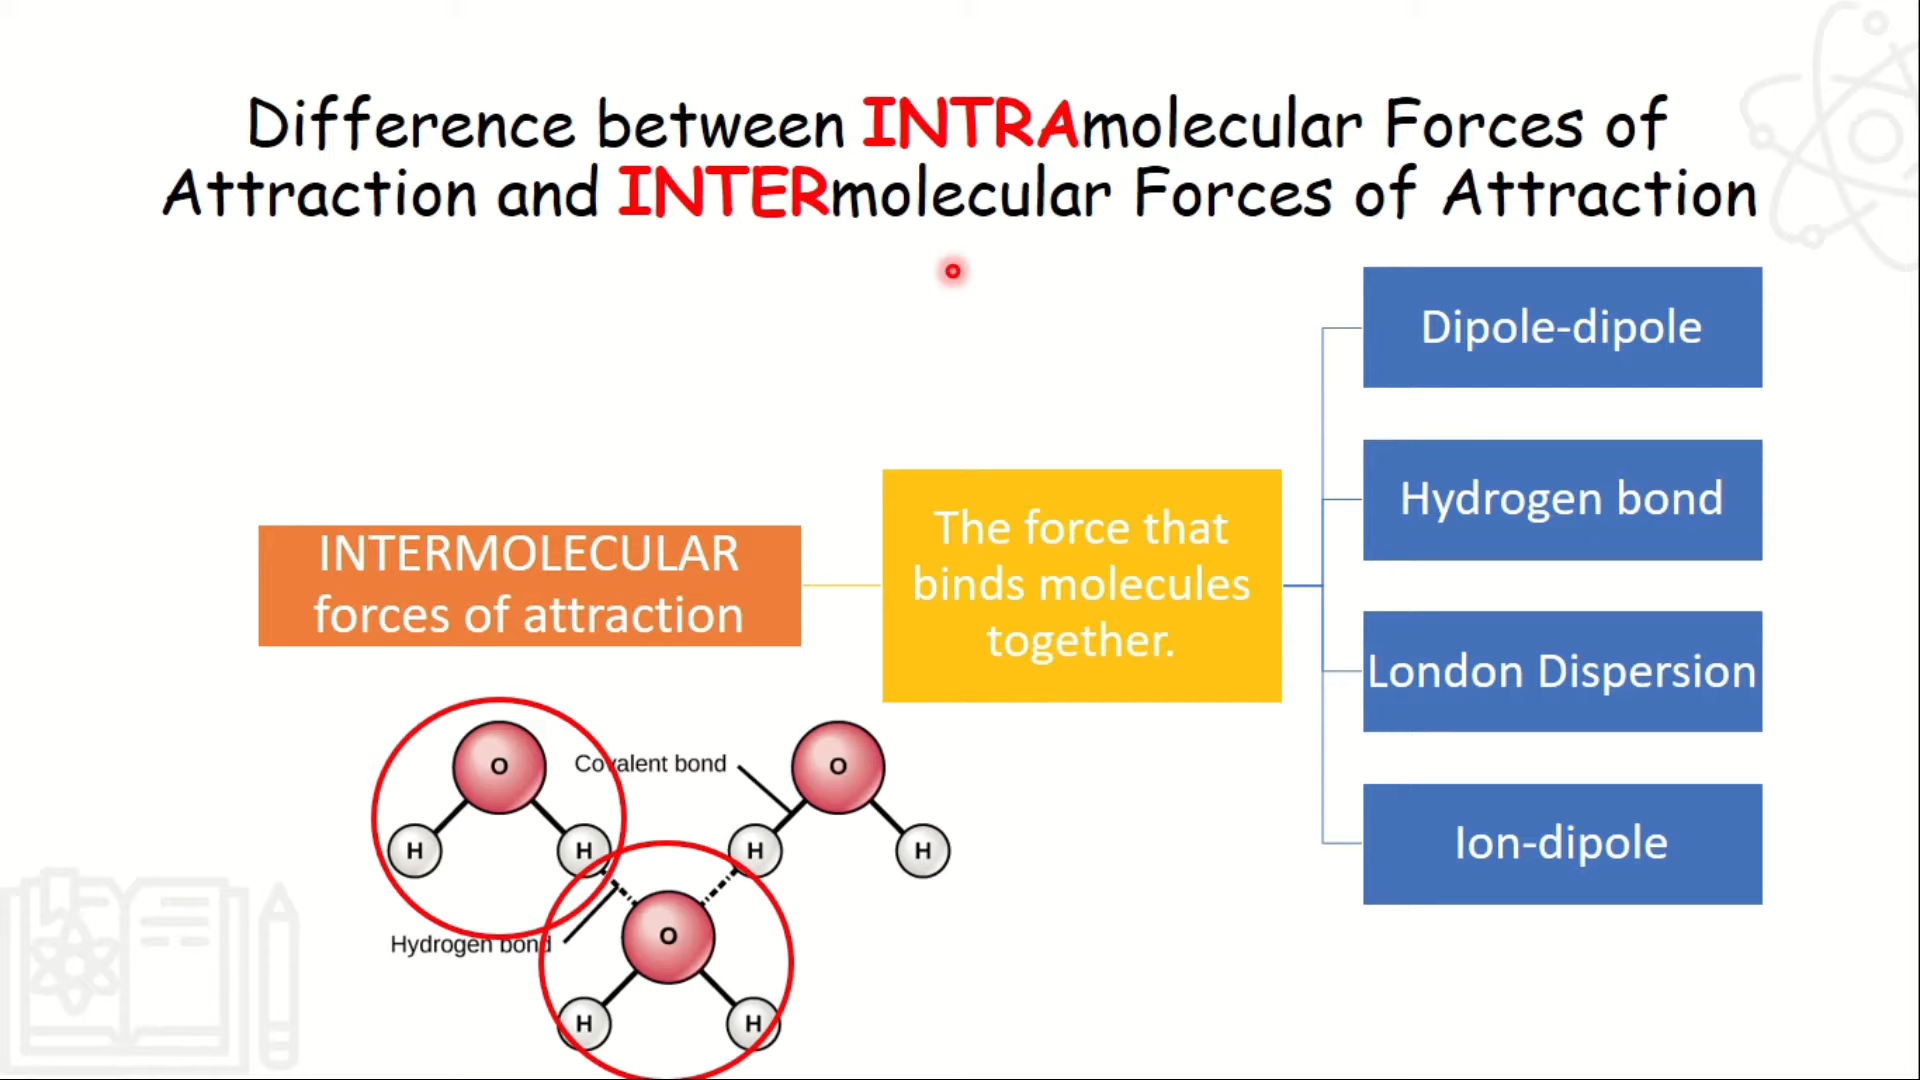 Difference between INTRAmolecular Forces of
Attraction and INTERmolecular Forces of Attraction
INTERMOLECULAR
forces of attraction
The force that
binds molecules
together.
Dipole-dipole
Hydrogen bond
London Dispersion
Ion-dipole
O
Covalent bond
O
H
H
H
H
Hydrogen bond
O
H
H